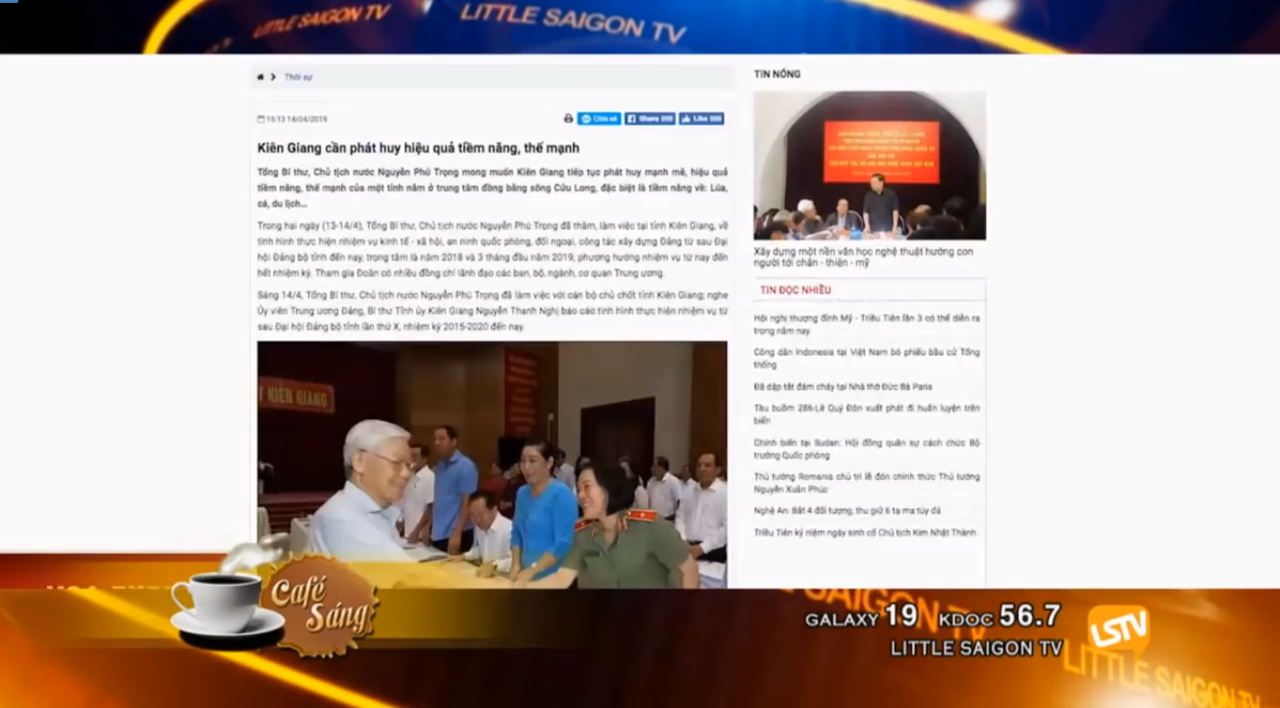 LITTLE SAIGON TV
LITTLE SAIGON TV
Thời sự
15:13 14/04/2019
Chia sẻ
Share
Like
Kiên Giang cần phát huy hiệu quả tiềm năng, thế mạnh
Tổng Bí thư, Chủ tịch nước Nguyễn Phú Trọng mong muốn Kiên Giang tiếp tục phát huy mạnh mẽ, hiệu quả
tiềm năng, thế mạnh của một tỉnh nằm ở trung tâm đồng bằng sông Cửu Long, đặc biệt là tiềm năng về: Lúa,
cá, du lịch...
Trong hai ngày (13-14/4), Tổng Bí thư, Chủ tịch nước Nguyễn Phú Trọng đã thăm, làm việc tại tỉnh Kiên Giang, về
tình hình thực hiện nhiệm vụ kinh tế - xã hội, an ninh quốc phòng, đối ngoại, công tác xây dựng Đảng từ sau Đại
hội Đảng bộ tỉnh đến nay, trọng tâm là năm 2018 và 3 tháng đầu năm 2019; phương hướng nhiệm vụ từ nay đến
hết nhiệm kỳ. Tham gia Đoàn có nhiều đồng chí lãnh đạo các ban, bộ, ngành, cơ quan Trung ương.
Sáng 14/4, Tổng Bí thư, Chủ tịch nước Nguyễn Phú Trọng đã làm việc với cán bộ chủ chốt tỉnh Kiên Giang; nghe
Ủy viên Trung ương Đảng, Bí thư Tỉnh ủy Kiên Giang Nguyễn Thanh Nghị báo cáo tình hình thực hiện nhiệm vụ từ
sau Đại hội Đảng bộ tỉnh lần thứ X, nhiệm kỳ 2015-2020 đến nay.
KIÊN GIANG
TIN NÓNG
Xây dựng một nền văn học nghệ thuật hướng con
người tới chân - thiện - mỹ
TIN ĐỌC NHIỀU
Hội nghị thượng đỉnh Mỹ - Triều Tiên lần 3 có thể diễn ra
trong năm nay
Công dân Indonesia tại Việt Nam bỏ phiếu bầu cử Tổng
thống
Đã dập tắt đám cháy tại Nhà thờ Đức Bà Paris
Tàu buồm 286-Lê Quý Đôn xuất phát đi huấn luyện trên
biển
Chính biến tại Sudan: Hội đồng quân sự cách chức Bộ
trưởng Quốc phòng
Thủ tướng Romania chủ trì lễ đón chính thức Thủ tướng
Nguyễn Xuân Phúc
Nghệ An: Bắt 4 đối tượng, thu giữ 6 tạ ma túy đá
Triều Tiên kỷ niệm ngày sinh cố Chủ tịch Kim Nhật Thành
Café
Sáng
GALAXY 19 KDOC 56.7
LITTLE SAIGON TV
LSTV
LITTLE SAIGON TV